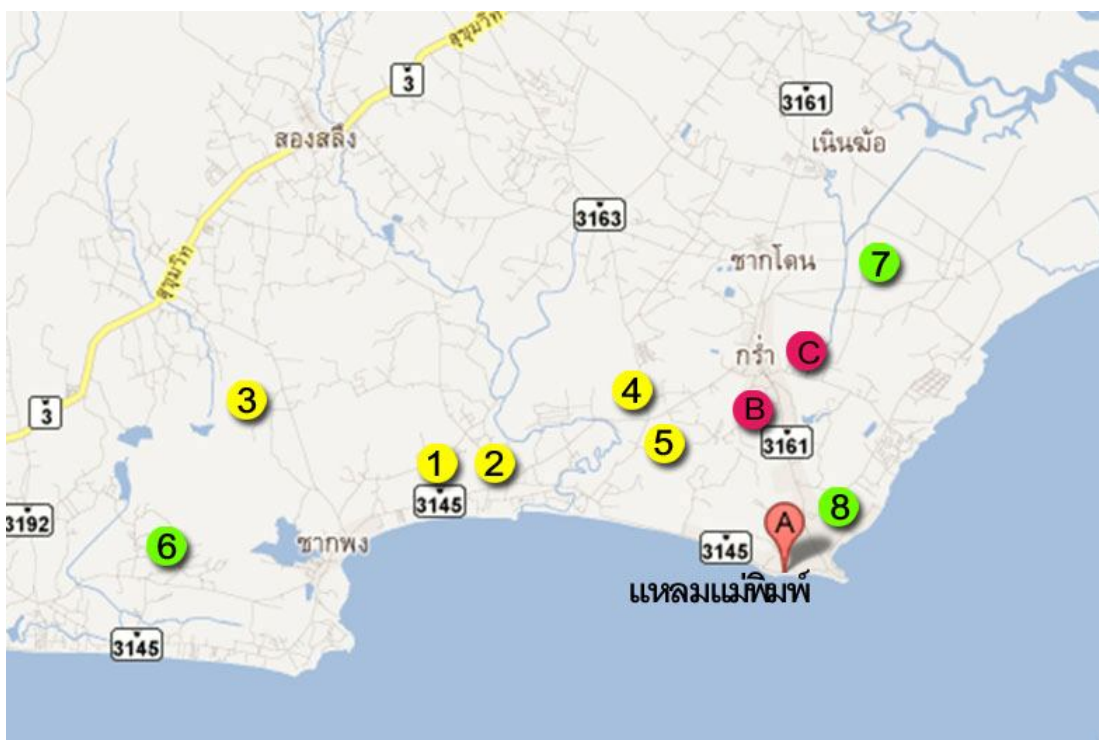 สุขุมวิท
3
3161
สองสลึง
เนินฆ้อ
3163
สุขุมวิท
ชากโดน
7
กร่ำ
C
3
3
4
B
5
3161
1
2
3145
8
3192
6
ชากพง
A
3145
แหลมแม่พิมพ์
3145